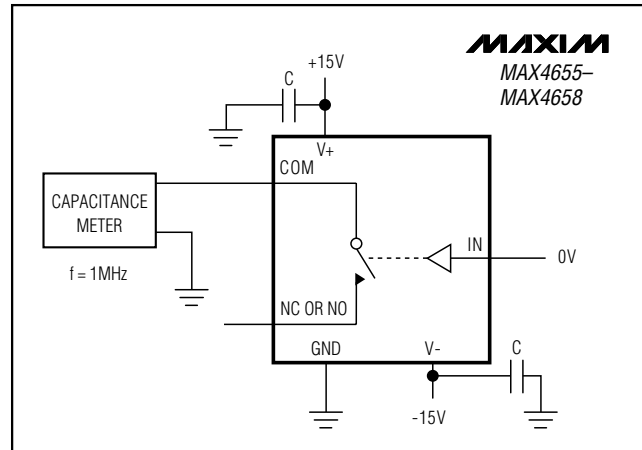 MAXIM
MAX4655–
MAX4658
+15V
C
V+
COM
CAPACITANCE
METER
f = 1MHz
IN
0V
NC OR NO
GND
V-
C
-15V